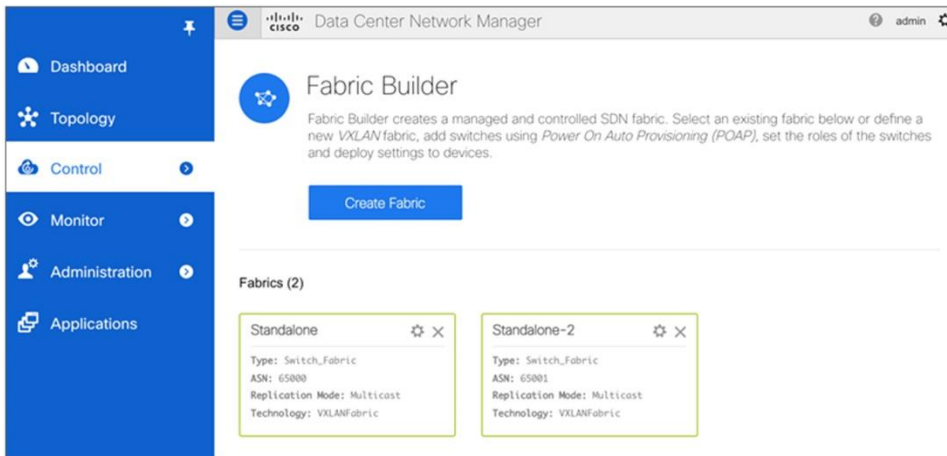 CISCO Data Center Network Manager
admin
Dashboard
Topology
Control
Monitor
Administration
Applications
Fabric Builder
Fabric Builder creates a managed and controlled SDN fabric. Select an existing fabric below or define a
new VXLAN fabric, add switches using Power On Auto Provisioning (POAP), set the roles of the switches
and deploy settings to devices.
Create Fabric
Fabrics (2)
Standalone
Type: Switch_Fabric
ASN: 65000
Replication Mode: Multicast
Technology: VXLANFabric
Standalone-2
Type: Switch_Fabric
ASN: 65001
Replication Mode: Multicast
Technology: VXLANFabric